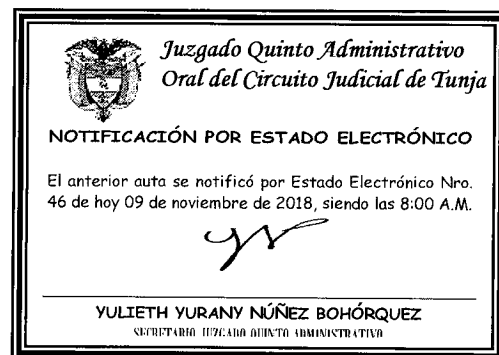 Juzgado Quinto Administrativo
Oral del Circuito Judicial de Tunja
NOTIFICACIÓN POR ESTADO ELECTRÓNICO
El anterior auta se notificó por Estado Electrónico Nro.
46 de hoy 09 de noviembre de 2018, siendo las 8:00 A.M.
YULIETH YURANY NÚÑEZ BOHÓRQUEZ
SECRETARIO JUZGADO QUINTO ADMINISTRATIVO